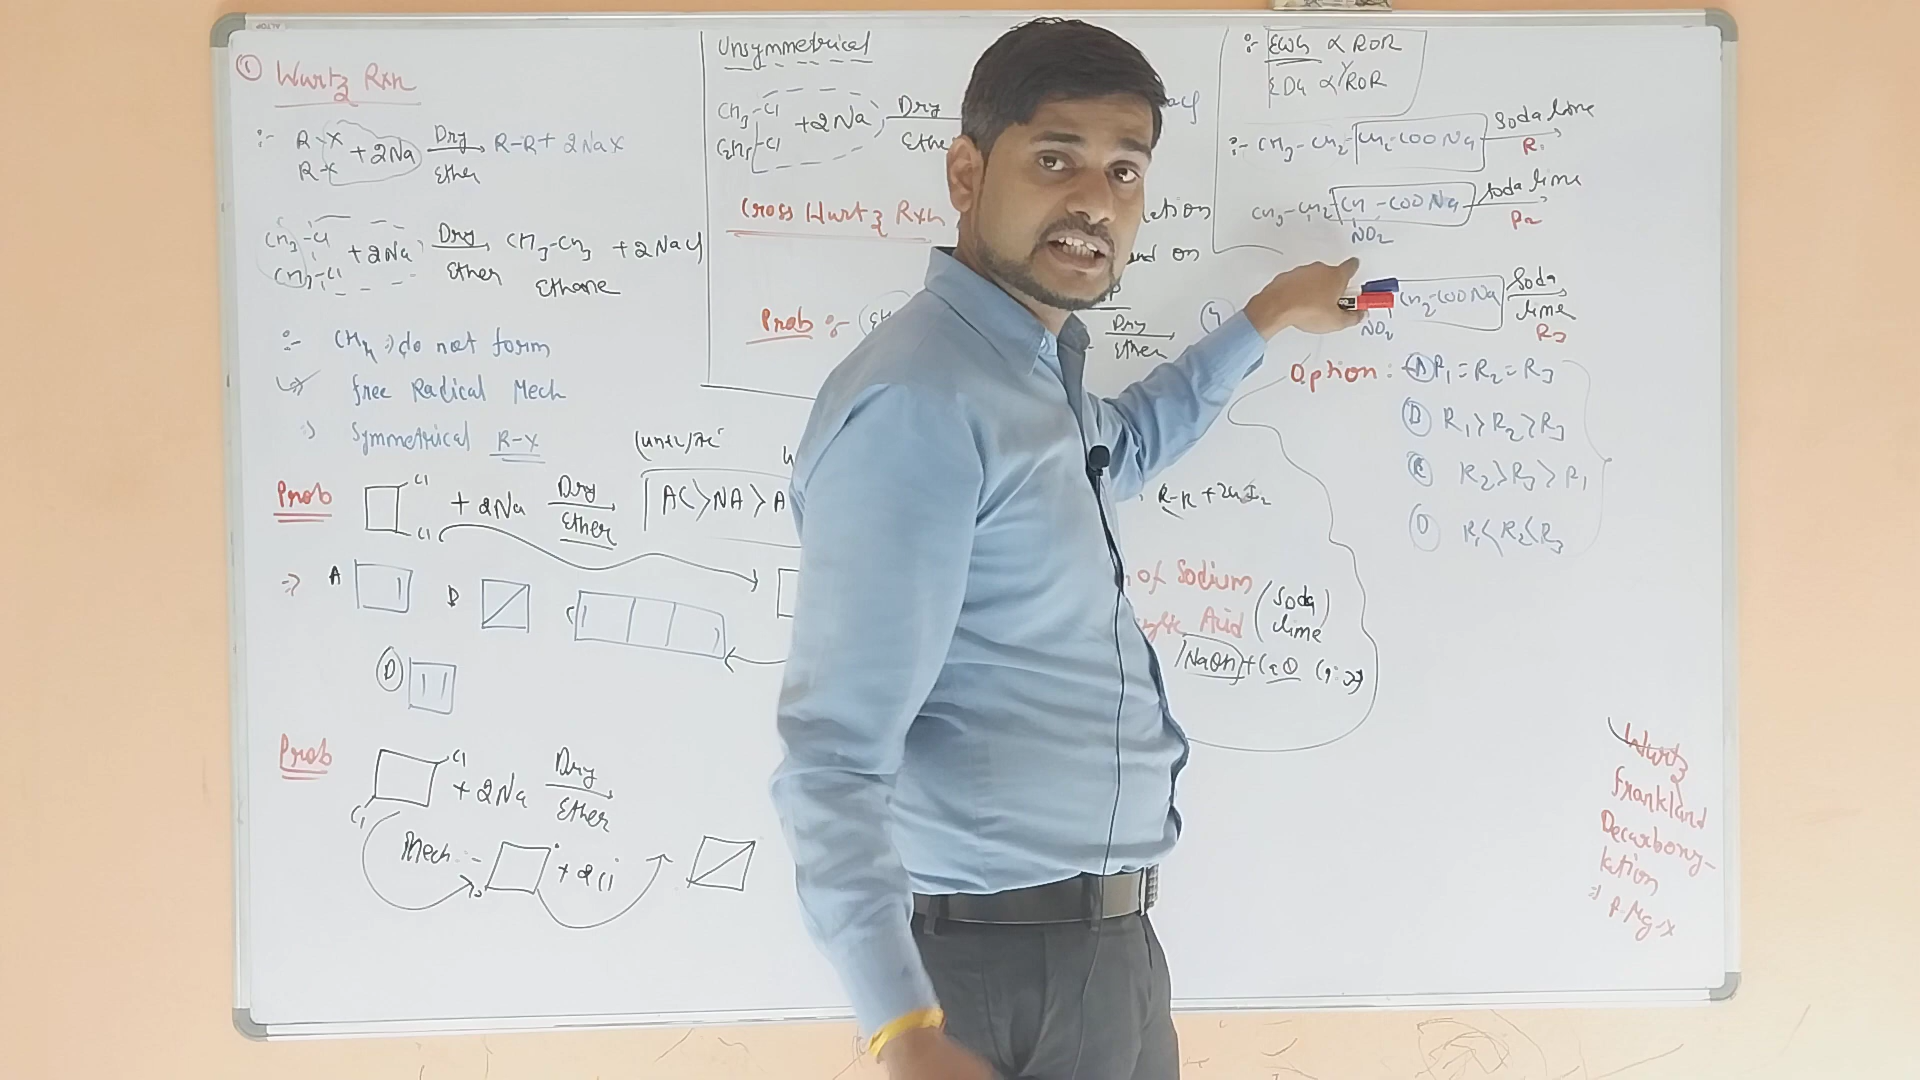 ① Wurtz Rxn
:- R-X
R-X + 2Na Dry Ether R-R + 2NaX
CH3-Cl
CH3-Cl + 2Na Dry Ether CH3-CH3 + 2NaCl
Ethane
:- CH4 :) do not form
free Radical Mech
Symmetrical R-X
Prob Cl Cl + 2Na Dry Ether AC > NA > A
A B C
D
Prob Cl Cl + 2Na Dry Ether
Mech :- + 2Cl
Unsymmetrical
CH3-Cl
C2H5-Cl + 2Na Dry Ethe
Cross Wurtz Rxn
on
Prob :- Dry Ether
R-R + 2
of Sodium
Acid (Soda lime)
NaOH + CaO
:- EWG ∝ ROR
EDG ∝ 1/ROR
:- CH3-CH2-CH2-COONa Soda lime R1
CH3-CH2-CH-COONa Soda lime R2
NO2
CH2-COONa Soda lime R3
NO2
Option :- (A) R1 = R2 = R3
(B) R1 > R2 > R3
(C) R2 > R3 > R1
(D) R1 < R2 < R3
Wurtz
frankland
Decarboxy-
lation
R-Mg-X